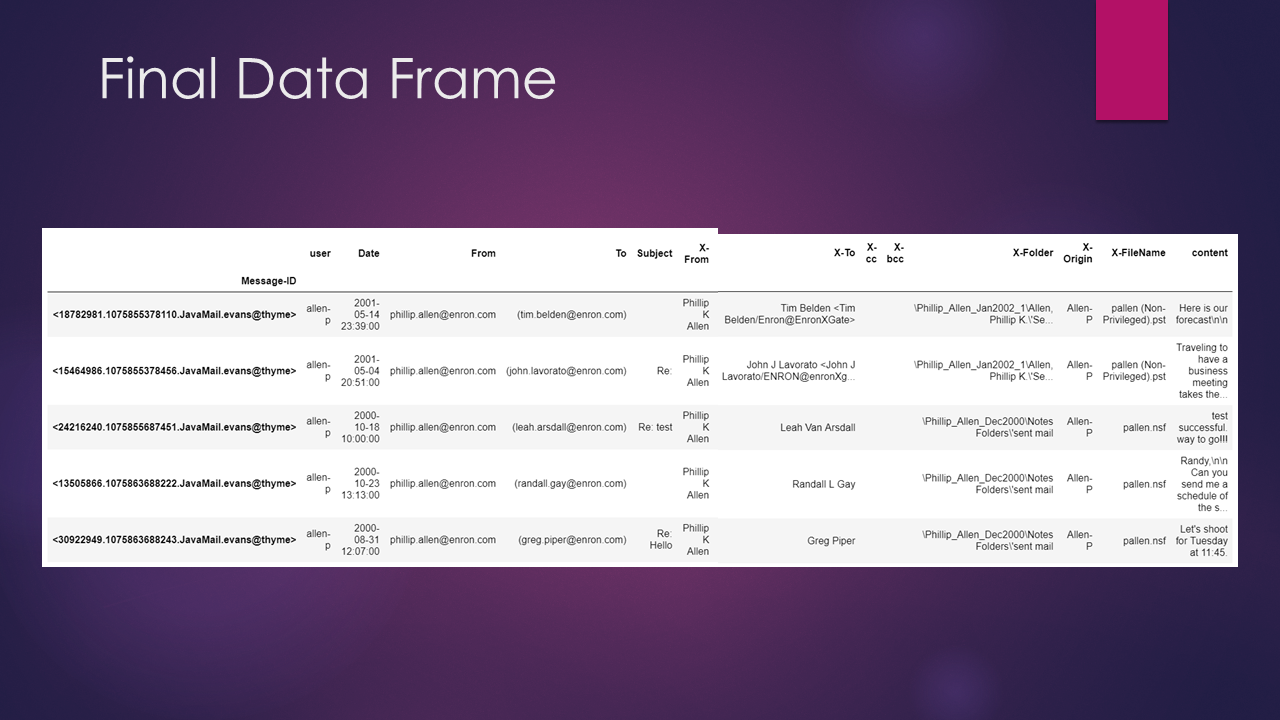 Final Data Frame
user Date From To Subject X-From X-To X-cc X-bcc X-Folder X-Origin X-FileName content
Message-ID
<18782981.1075855378110.JavaMail.evans@thyme> allen-p 2001-05-14 23:39:00 phillip.allen@enron.com (tim.belden@enron.com) Phillip K Allen Tim Belden <Tim Belden/Enron@EnronXGate> \Phillip_Allen_Jan2002_1\Allen, Phillip K.\'Se... Allen-P pallen (Non-Privileged).pst Here is our forecast\n\n
<15464986.1075855378456.JavaMail.evans@thyme> allen-p 2001-05-04 20:51:00 phillip.allen@enron.com (john.lavorato@enron.com) Re: Phillip K Allen John J Lavorato <John J Lavorato/ENRON@enronXg... \Phillip_Allen_Jan2002_1\Allen, Phillip K.\'Se... Allen-P pallen (Non-Privileged).pst Traveling to have a business meeting takes the...
<24216240.1075855687451.JavaMail.evans@thyme> allen-p 2000-10-18 10:00:00 phillip.allen@enron.com (leah.arsdall@enron.com) Re: test Phillip K Allen Leah Van Arsdall \Phillip_Allen_Dec2000\Notes Folders\'sent mail Allen-P pallen.nsf test successful. way to go!!!
<13505866.1075863688222.JavaMail.evans@thyme> allen-p 2000-10-23 13:13:00 phillip.allen@enron.com (randall.gay@enron.com) Phillip K Allen Randall L Gay \Phillip_Allen_Dec2000\Notes Folders\'sent mail Allen-P pallen.nsf Randy,\n\n Can you send me a schedule of the s...
<30922949.1075863688243.JavaMail.evans@thyme> allen-p 2000-08-31 12:07:00 phillip.allen@enron.com (greg.piper@enron.com) Re: Hello Phillip K Allen Greg Piper \Phillip_Allen_Dec2000\Notes Folders\'sent mail Allen-P pallen.nsf Let's shoot for Tuesday at 11:45.